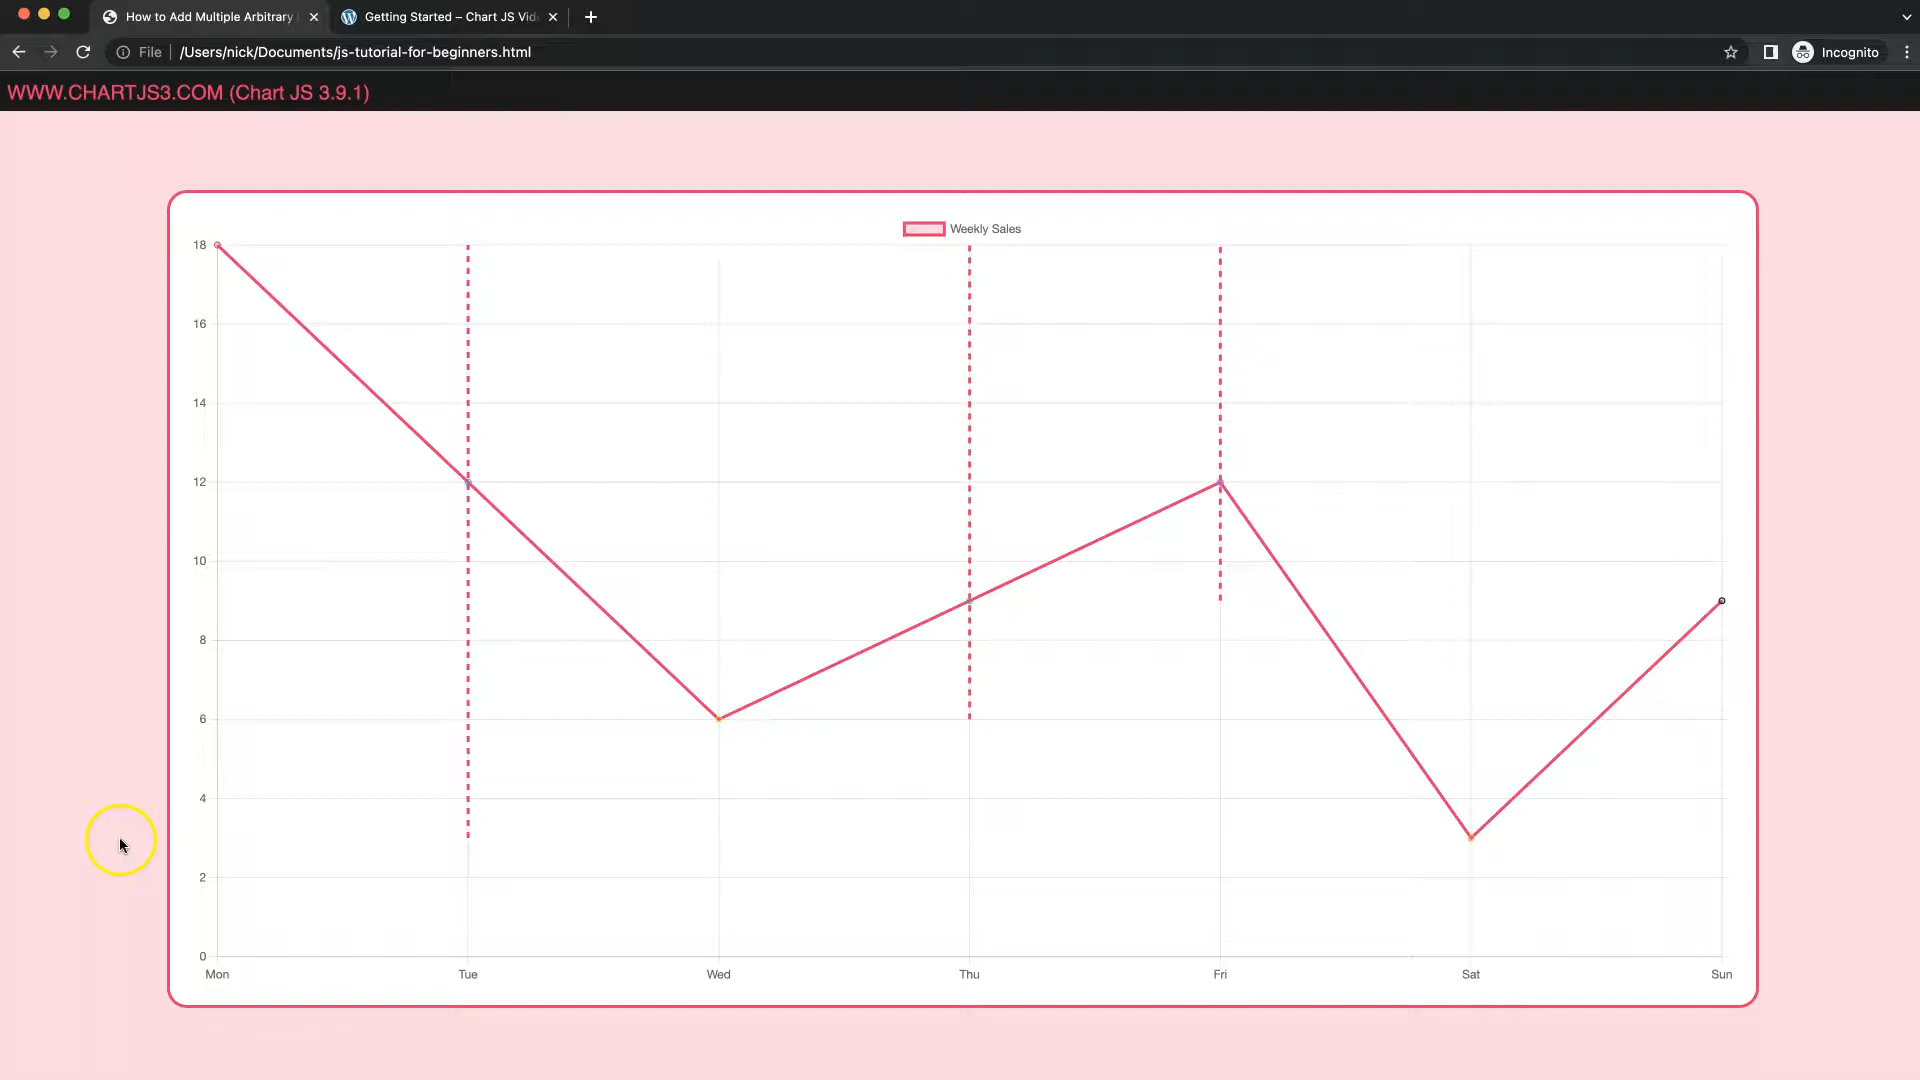 How to Add Multiple Arbitrary
Getting Started – Chart JS Vid
File
/Users/nick/Documents/js-tutorial-for-beginners.html
Incognito
WWW.CHARTJS3.COM (Chart JS 3.9.1)
Weekly Sales
18
16
14
12
10
8
6
4
2
0
Mon Tue Wed Thu Fri Sat Sun